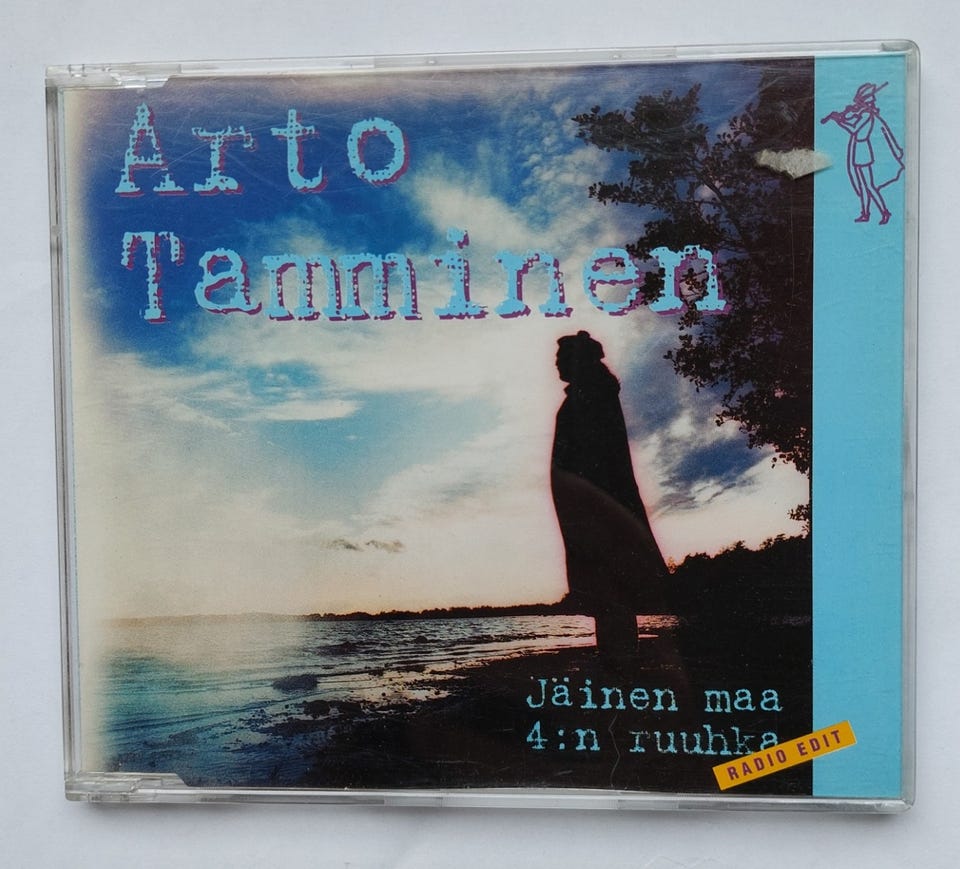 Arto
Tamminen
Jäinen maa
4:n ruuhka
RADIO EDIT